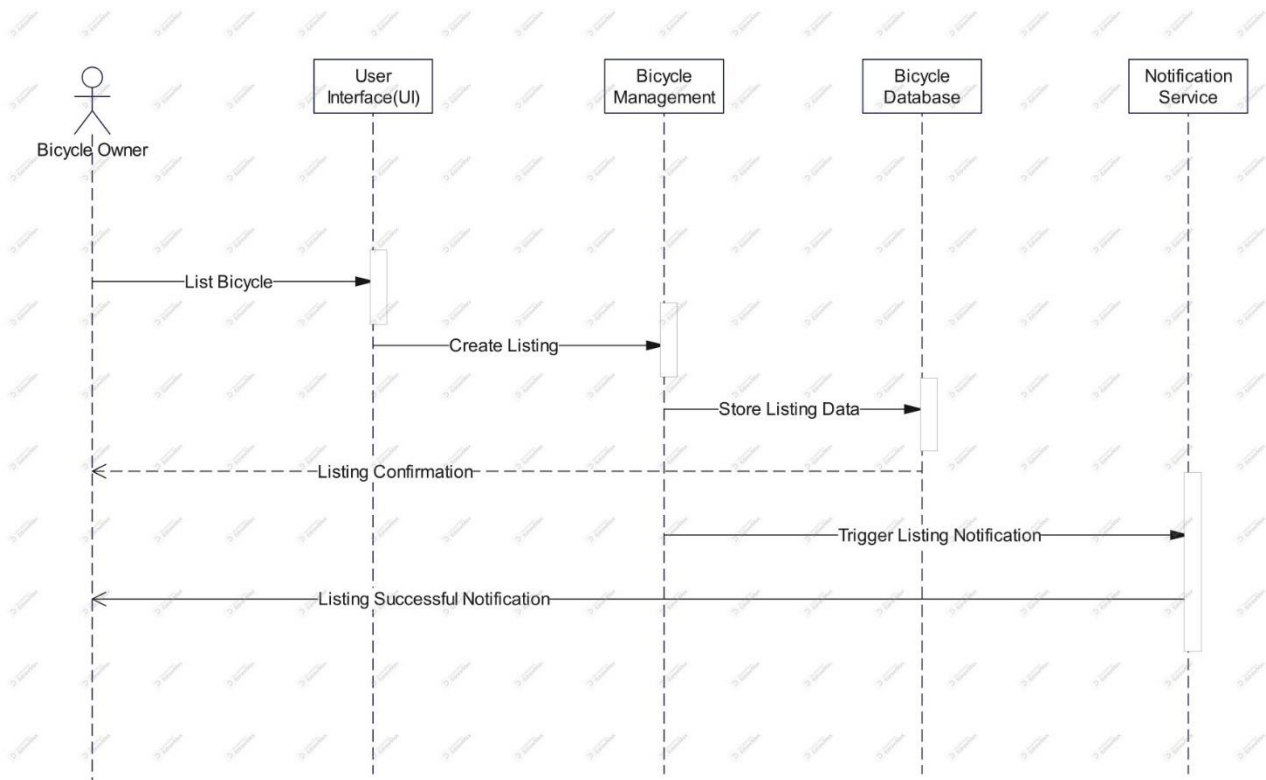 User
Interface(UI)
Bicycle
Management
Bicycle
Database
Notification
Service
Bicycle Owner
List Bicycle
Create Listing
Store Listing Data
Listing Confirmation
Trigger Listing Notification
Listing Successful Notification